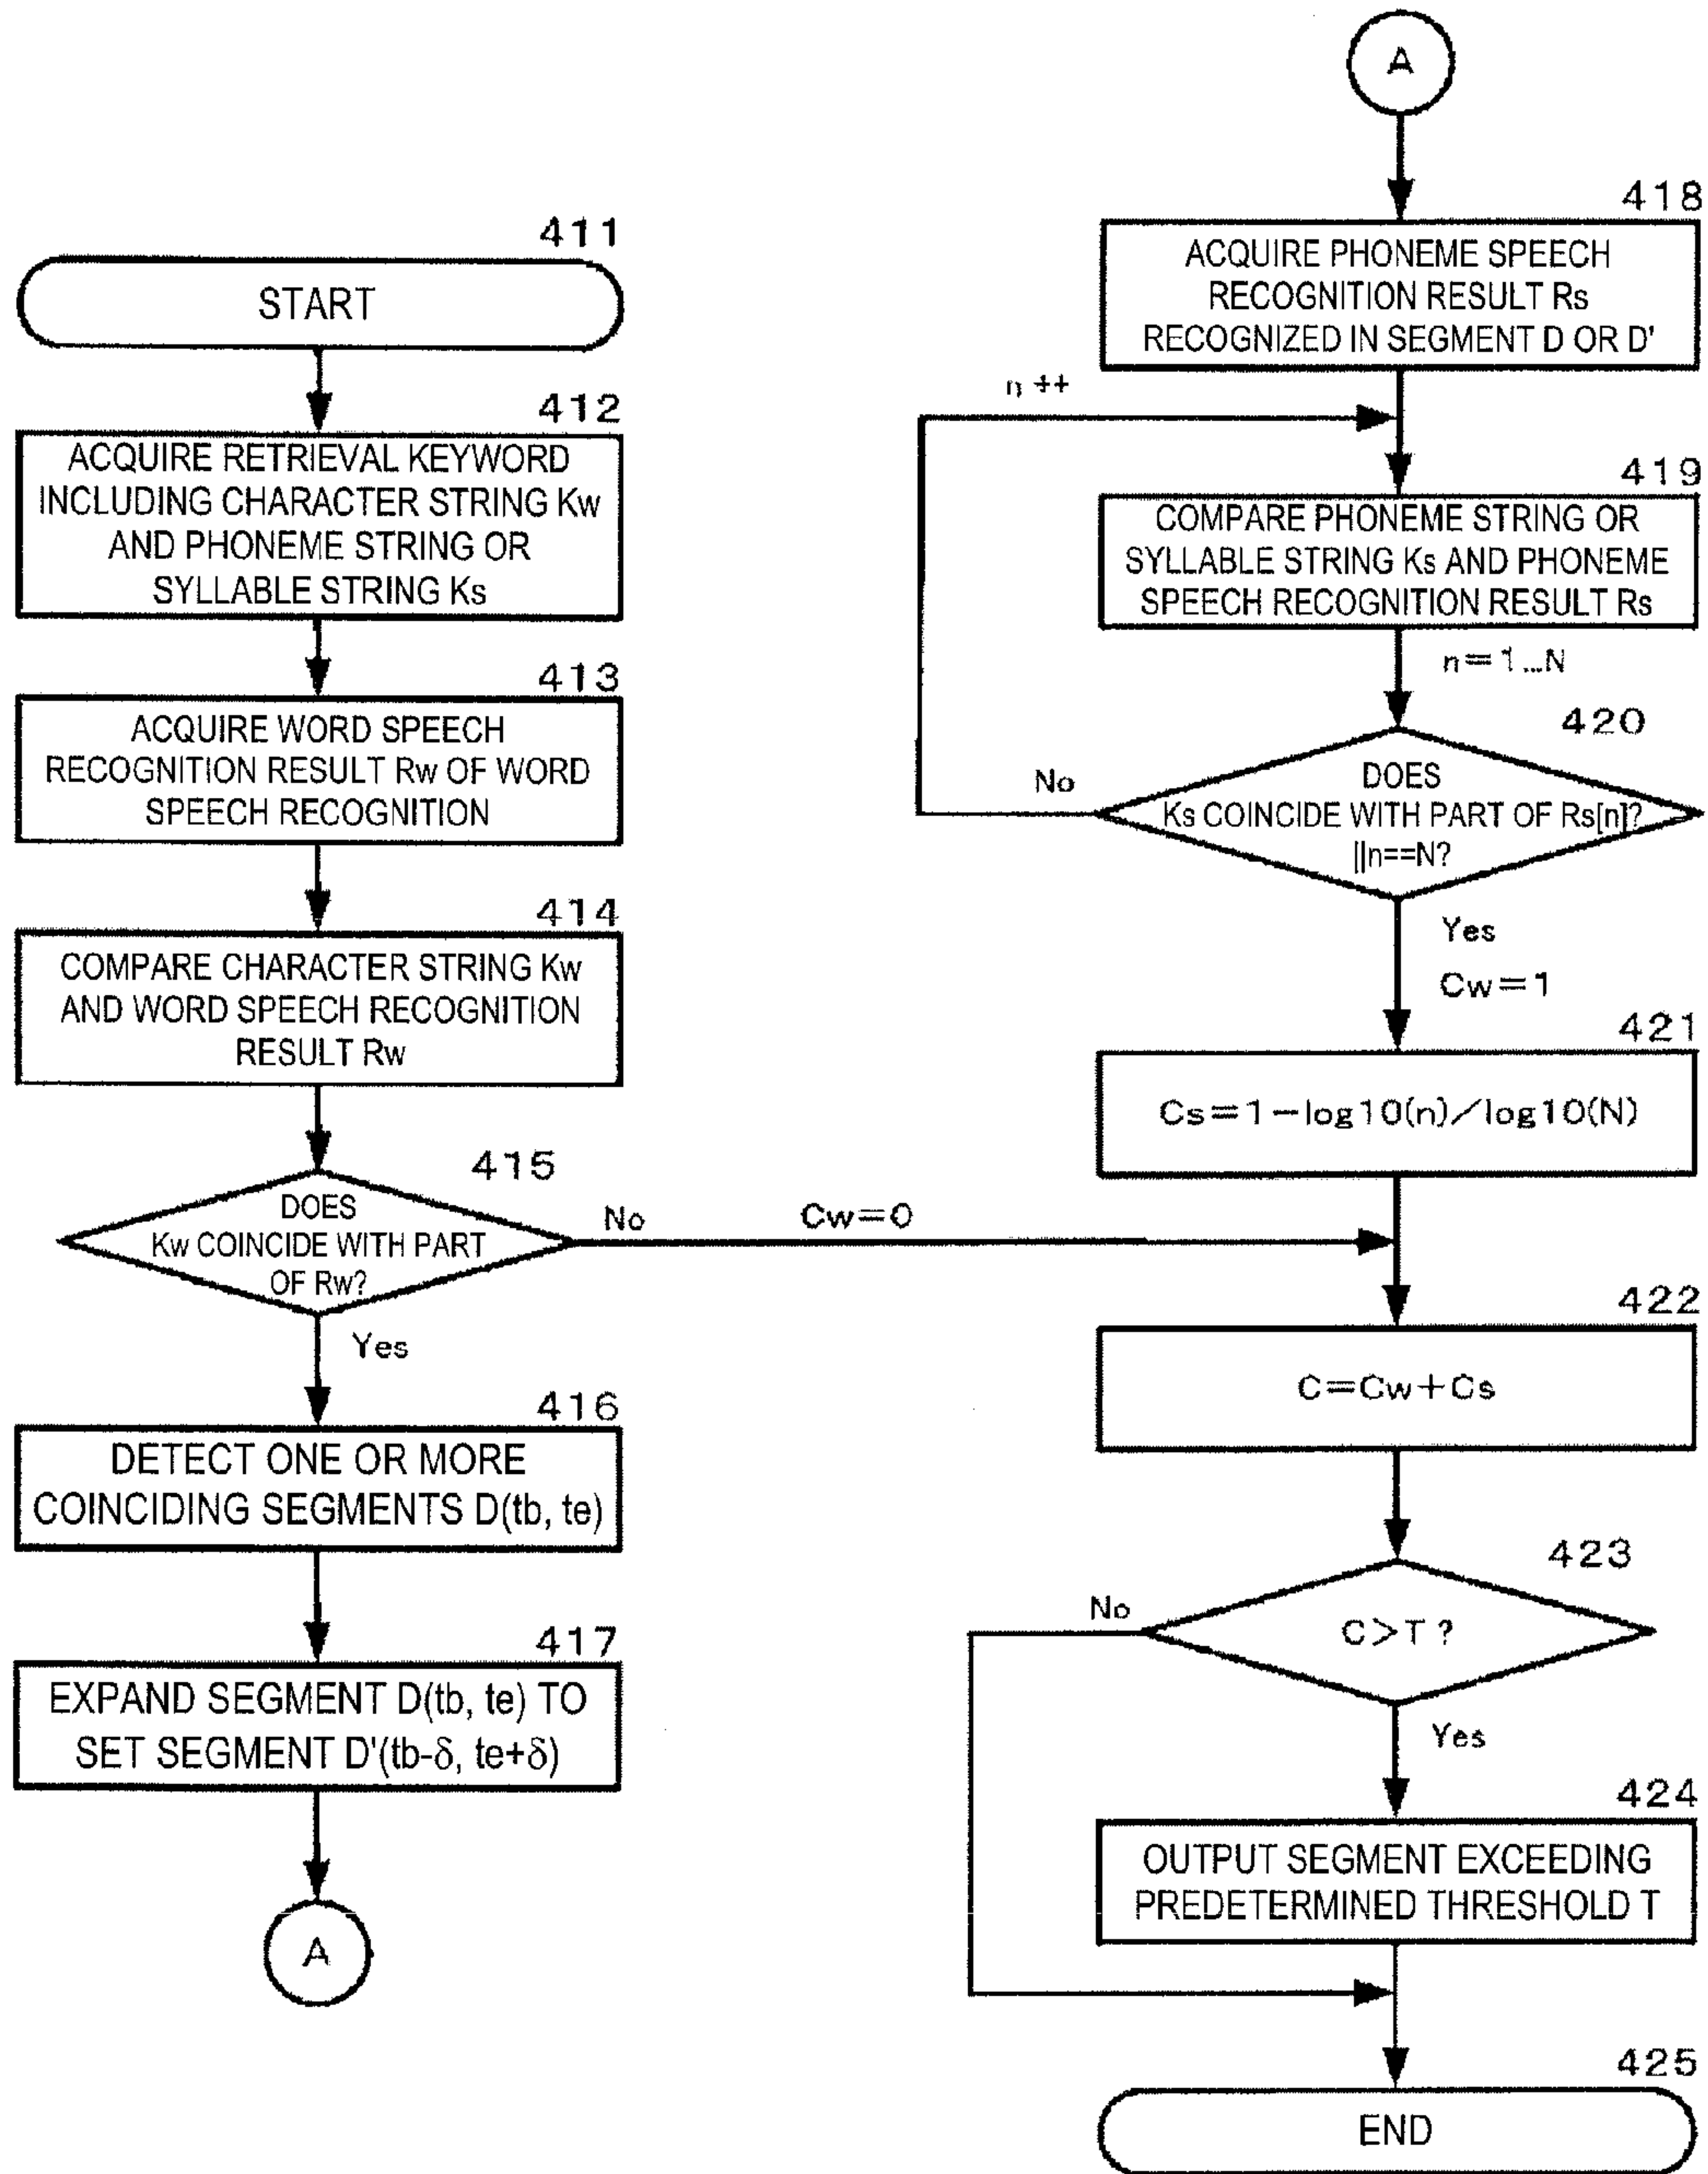 411
START
412
ACQUIRE RETRIEVAL KEYWORD
INCLUDING CHARACTER STRING Kw
AND PHONEME STRING OR
SYLLABLE STRING Ks
413
ACQUIRE WORD SPEECH
RECOGNITION RESULT Rw OF WORD
SPEECH RECOGNITION
414
COMPARE CHARACTER STRING Kw
AND WORD SPEECH RECOGNITION
RESULT Rw
415
DOES
Kw COINCIDE WITH PART
OF Rw?
No
Cw=0
Yes
416
DETECT ONE OR MORE
COINCIDING SEGMENTS D(tb, te)
417
EXPAND SEGMENT D(tb, te) TO
SET SEGMENT D'(tb-δ, te+δ)
A
A
418
ACQUIRE PHONEME SPEECH
RECOGNITION RESULT Rs
RECOGNIZED IN SEGMENT D OR D'
n++
419
COMPARE PHONEME STRING OR
SYLLABLE STRING Ks AND PHONEME
SPEECH RECOGNITION RESULT Rs
n=1...N
420
DOES
Ks COINCIDE WITH PART OF Rs[n]?
||n==N?
No
Yes
Cw=1
421
Cs=1-log10(n)/log10(N)
422
C=Cw+Cs
423
C>T?
No
Yes
424
OUTPUT SEGMENT EXCEEDING
PREDETERMINED THRESHOLD T
425
END